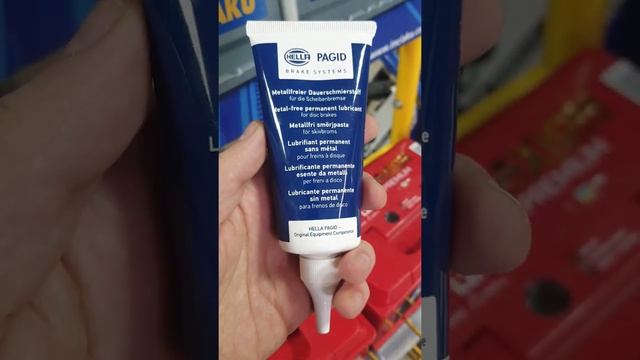 HELLA PAGID
BRAKE SYSTEMS
Metallfreier Dauerschmierstoff
für die Scheibenbremse
Metal-free permanent lubricant
for disc brakes
Metallfri smörjpasta
for skivbroms
Lubrifiant permanent
sans métal
pour freins à disque
Lubrificante permanente
esente da metalli
per freni a disco
Lubricante permanente
sin metal
para frenos de disco
HELLA PAGID –
Original Equipment Competence